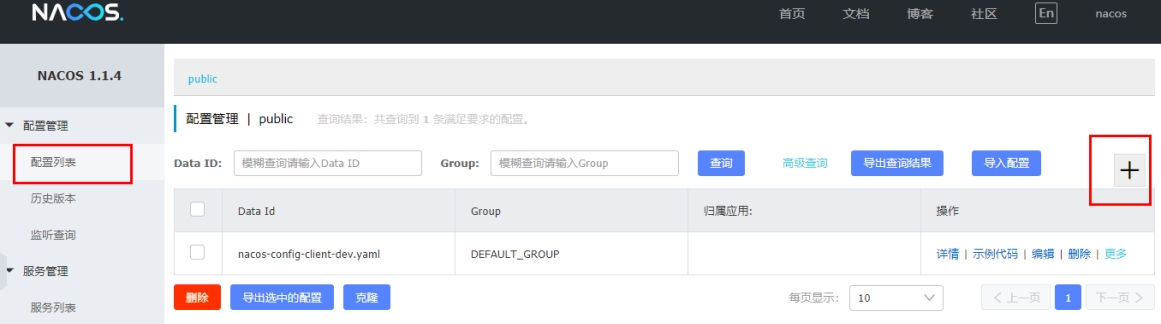 NACOS.
首页 文档 博客 社区 En nacos
NACOS 1.1.4
public
配置管理
配置管理 | public 查询结果：共查询到 1 条满足要求的配置。
配置列表
Data ID: 模糊查询请输入Data ID Group: 模糊查询请输入Group 查询 高级查询 导出查询结果 导入配置 +
历史版本
Data Id Group 归属应用: 操作
监听查询
nacos-config-client-dev.yaml DEFAULT_GROUP 详情 | 示例代码 | 编辑 | 删除 | 更多
服务管理
删除 导出选中的配置 克隆 每页显示: 10 < 上一页 1 下一页 >
服务列表